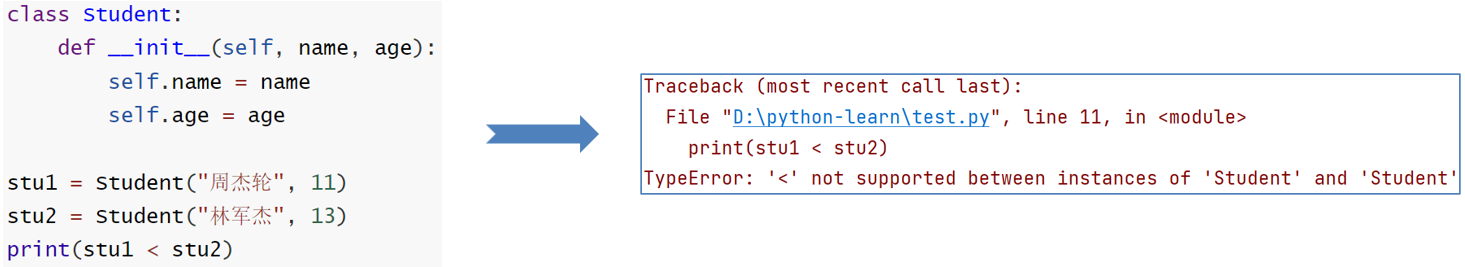 class Student:
    def __init__(self, name, age):
        self.name = name
        self.age = age

stu1 = Student("周杰轮", 11)
stu2 = Student("林军杰", 13)
print(stu1 < stu2)
Traceback (most recent call last):
  File "D:\python-learn\test.py", line 11, in <module>
    print(stu1 < stu2)
TypeError: '<' not supported between instances of 'Student' and 'Student'